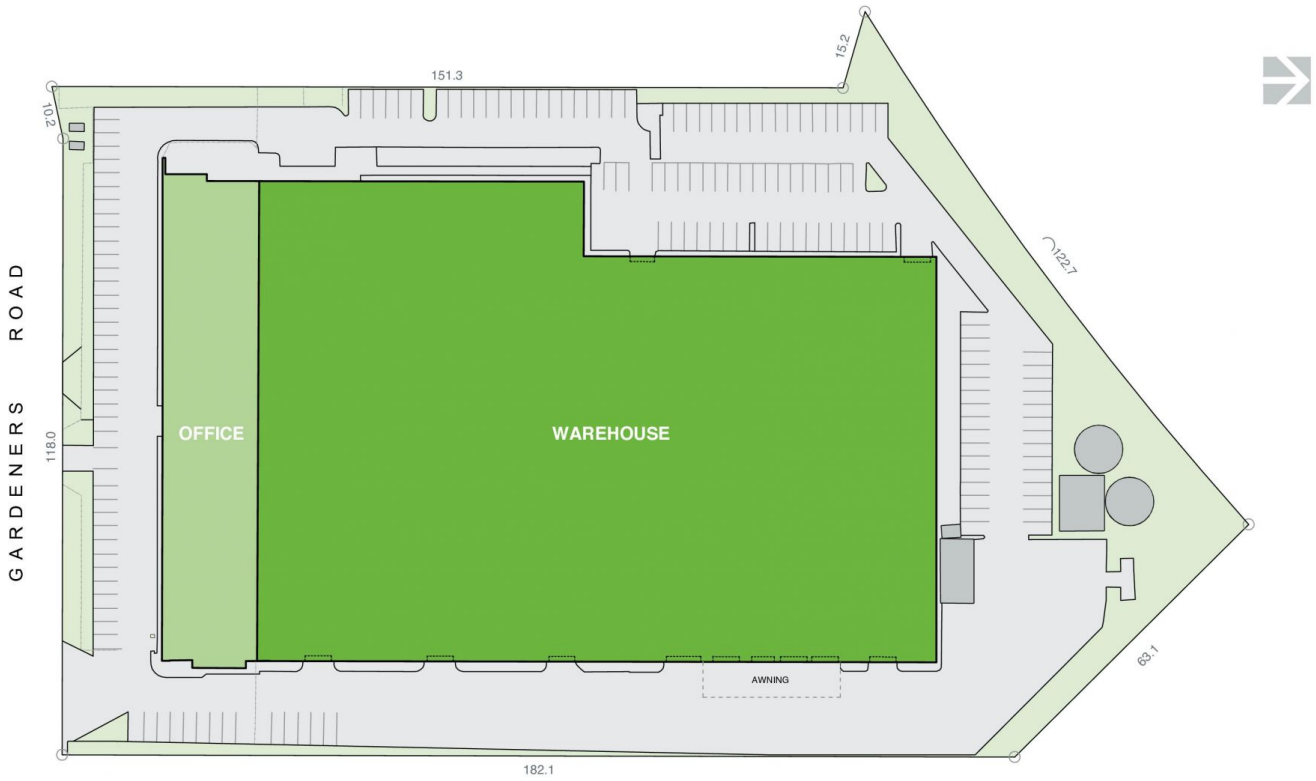 15.2
151.3
10.2
122.7
GARDENERS ROAD
118.0
OFFICE
WAREHOUSE
63.1
AWNING
182.1